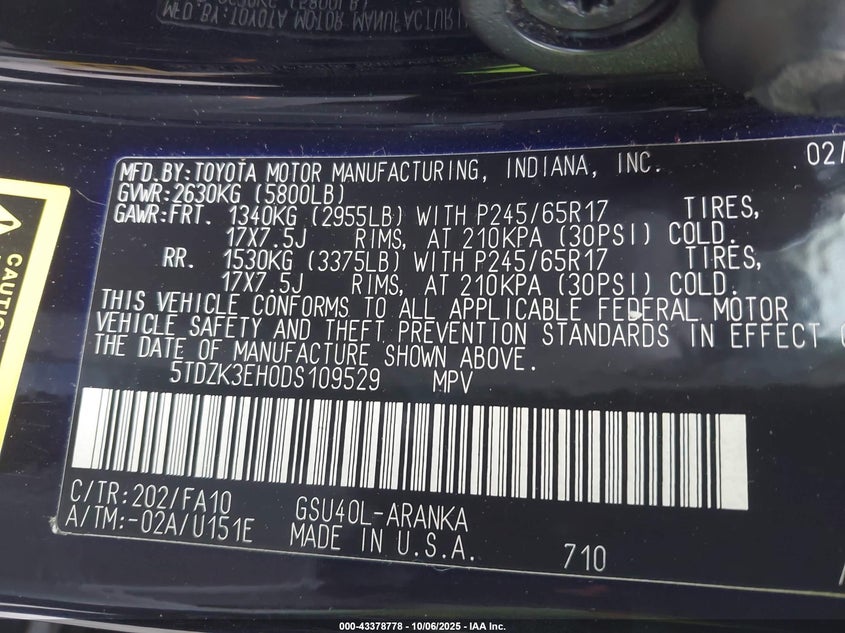 MFD.BY:TOYOTA MOTOR MANUFACTURING, INDIANA, INC. 02/
GVWR:2630KG (5800LB)
GAWR:FRT. 1340KG (2955LB) WITH P245/65R17 TIRES,
17X7.5J RIMS, AT 210KPA (30PSI) COLD.
RR. 1530KG (3375LB) WITH P245/65R17 TIRES,
17X7.5J RIMS, AT 210KPA (30PSI) COLD.
THIS VEHICLE CONFORMS TO ALL APPLICABLE FEDERAL MOTOR
VEHICLE SAFETY AND THEFT PREVENTION STANDARDS IN EFFECT
THE DATE OF MANUFACTURE SHOWN ABOVE.
5TDZK3EH0DS109529 MPV
C/TR:202/FA10 GSU40L-ARANKA
A/TM:-02A/U151E MADE IN U.S.A. 710
CAUTION
000-43378778 - 10/06/2025 - IAA Inc.